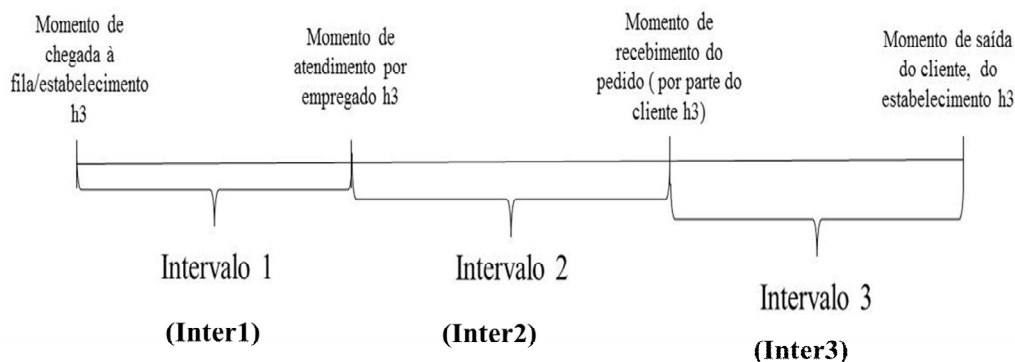 Momento de
chegada à
fila/estabelecimento
h3
Momento de
atendimento por
empregado h3
Momento de
recebimento do
pedido ( por parte do
cliente h3)
Momento de saída
do cliente, do
estabelecimento h3
Intervalo 1
(Inter1)
Intervalo 2
(Inter2)
Intervalo 3
(Inter3)